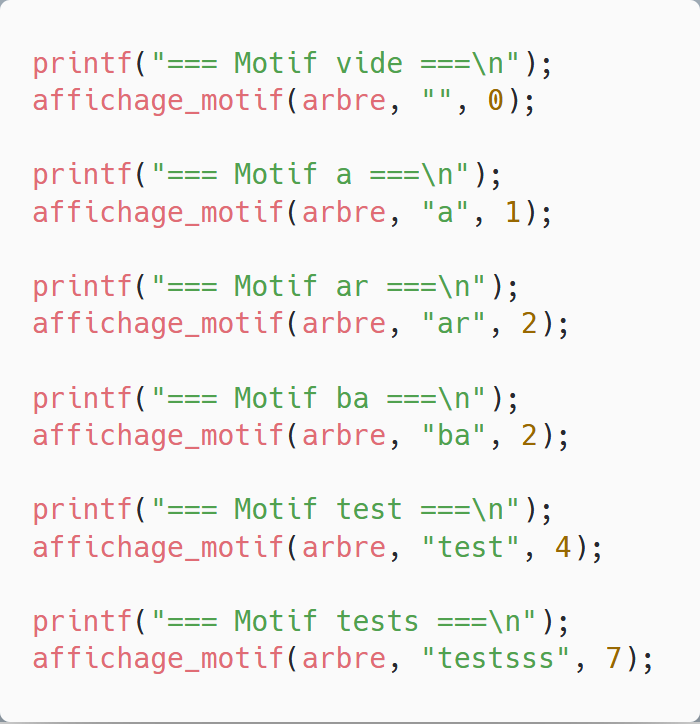 printf("=== Motif vide ===\n");
affichage_motif(arbre, "", 0);
printf("=== Motif a ===\n");
affichage_motif(arbre, "a", 1);
printf("=== Motif ar ===\n");
affichage_motif(arbre, "ar", 2);
printf("=== Motif ba ===\n");
affichage_motif(arbre, "ba", 2);
printf("=== Motif test ===\n");
affichage_motif(arbre, "test", 4);
printf("=== Motif tests ===\n");
affichage_motif(arbre, "testsss", 7);